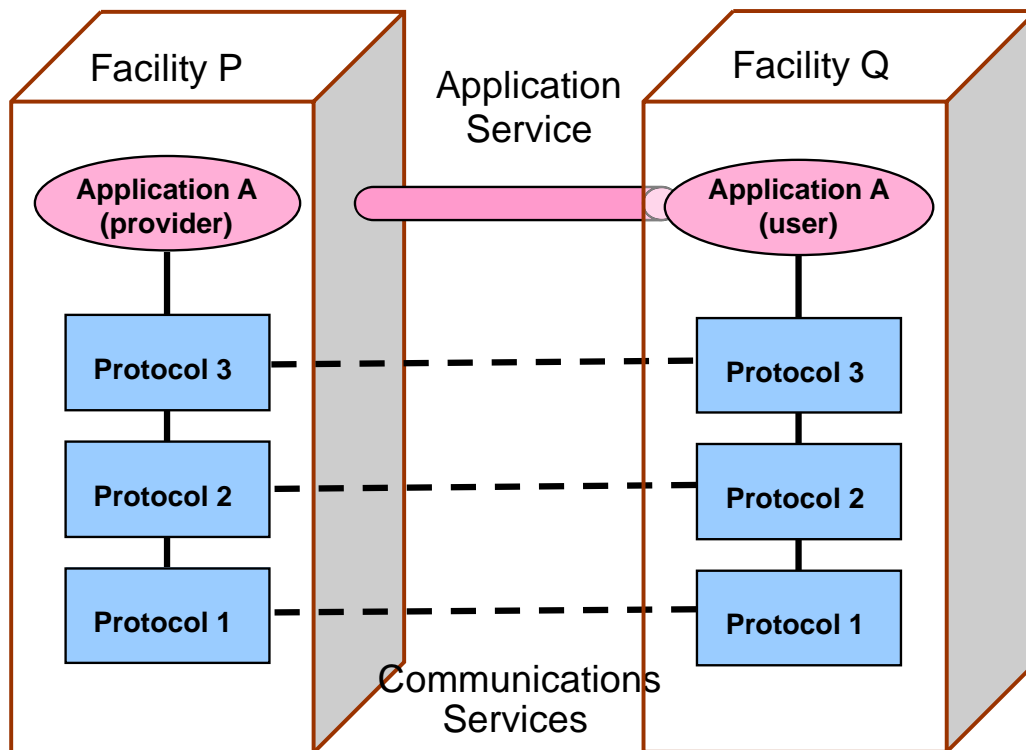 Facility P
Facility Q
Application
Service
Application A
(provider)
Application A
(user)
Protocol 3
Protocol 3
Protocol 2
Protocol 2
Protocol 1
Protocol 1
Communications
Services